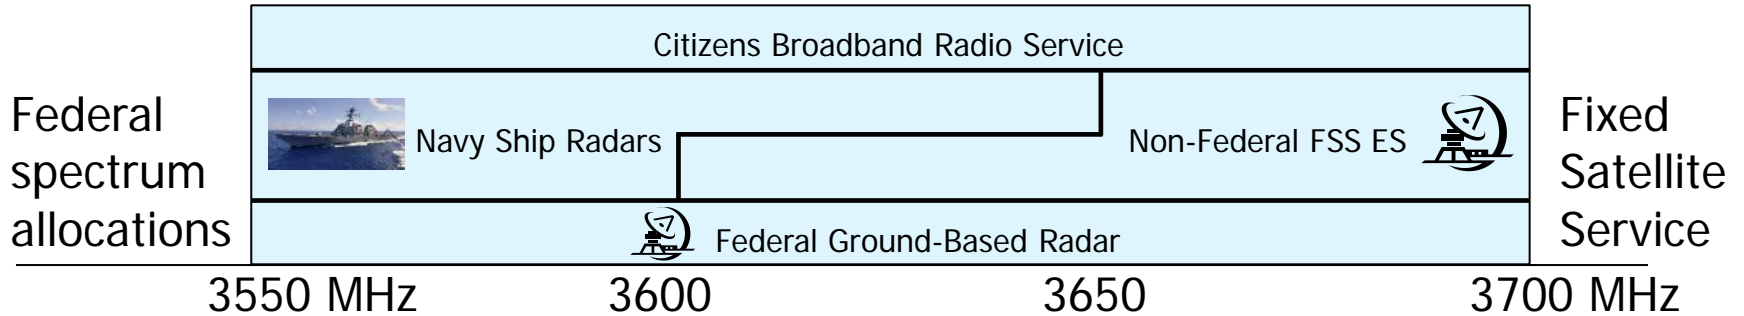 Citizens Broadband Radio Service
Federal
spectrum
allocations
Navy Ship Radars
Non-Federal FSS ES
Federal Ground-Based Radar
Fixed
Satellite
Service
3550 MHz
3600
3650
3700 MHz